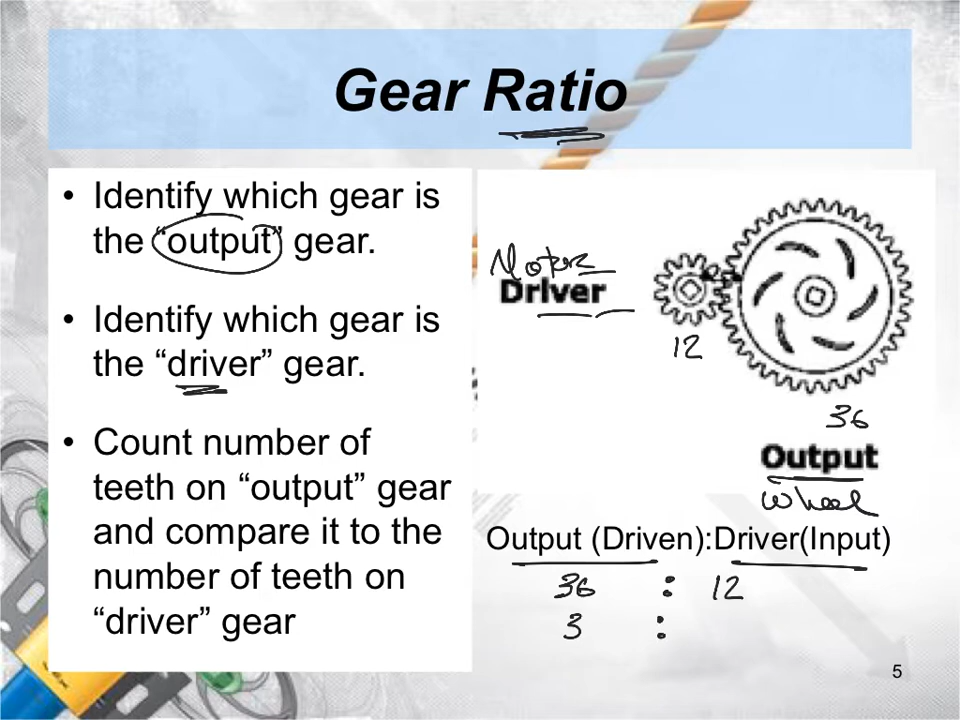 Gear Ratio
• Identify which gear is
the “output” gear.
• Identify which gear is
the “driver” gear.
• Count number of
teeth on “output” gear
and compare it to the
number of teeth on
“driver” gear
Motor
Driver
12
36
Output
wheel
Output (Driven):Driver(Input)
36 : 12
3 :
5